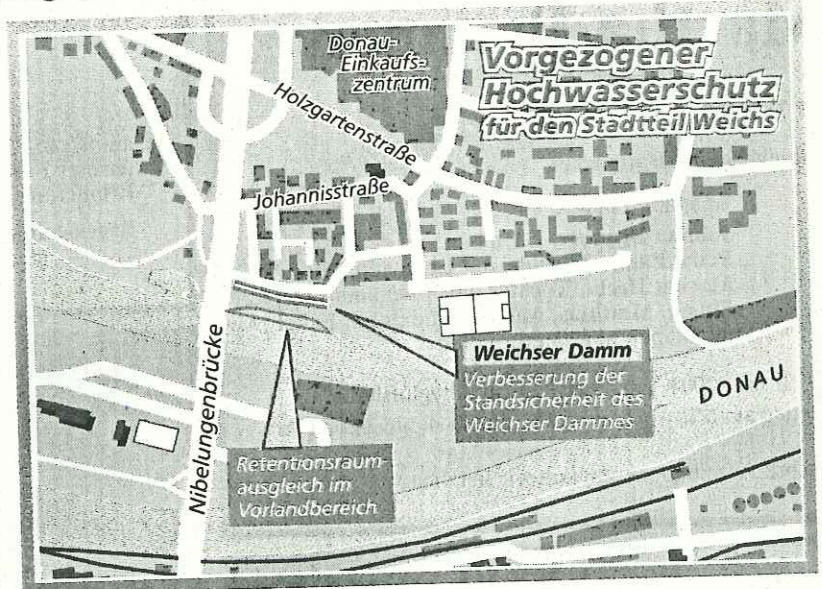 Donau-
Einkaufs-
zentrum
Vorgezogener
Hochwasserschutz
für den Stadtteil Weichs
Holzgartenstraße
Johannisstraße
Nibelungenbrücke
Weichser Damm
Verbesserung der
Standsicherheit des
Weichser Dammes
DONAU
Retentionsraum-
ausgleich im
Vorlandbereich